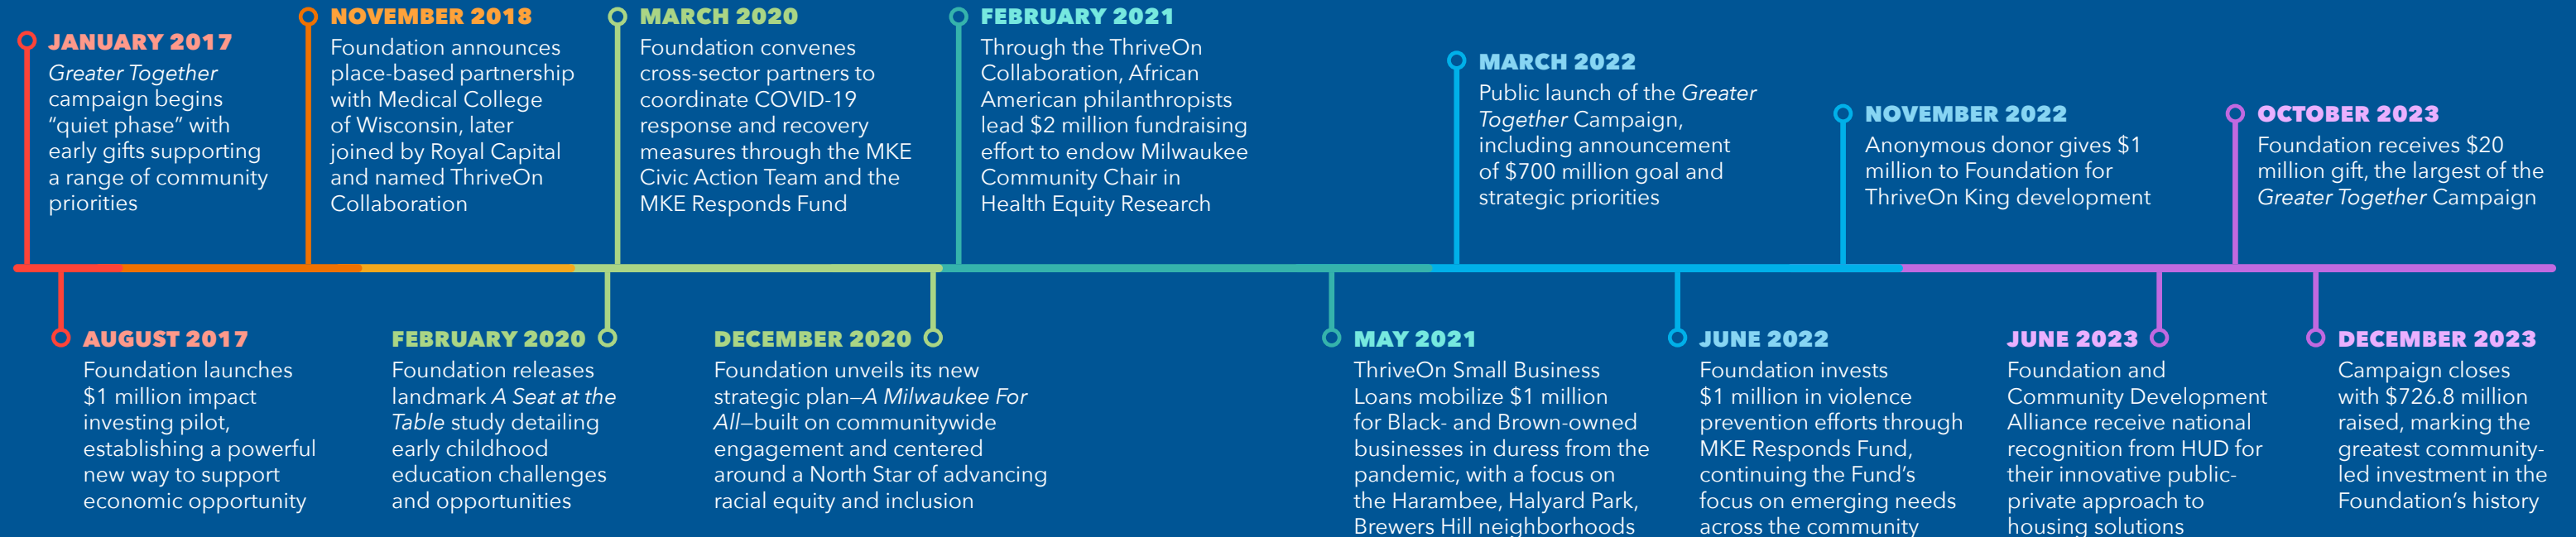 JANUARY 2017
Greater Together
campaign begins
“quiet phase” with
early gifts supporting
a range of community
priorities
NOVEMBER 2018
Foundation announces
place-based partnership
with Medical College
of Wisconsin, later
joined by Royal Capital
and named ThriveOn
Collaboration
MARCH 2020
Foundation convenes
cross-sector partners to
coordinate COVID-19
response and recovery
measures through the MKE
Civic Action Team and the
MKE Responds Fund
FEBRUARY 2021
Through the ThriveOn
Collaboration, African
American philanthropists
lead $2 million fundraising
effort to endow Milwaukee
Community Chair in
Health Equity Research
MARCH 2022
Public launch of the Greater
Together Campaign,
including announcement
of $700 million goal and
strategic priorities
NOVEMBER 2022
Anonymous donor gives $1
million to Foundation for
ThriveOn King development
OCTOBER 2023
Foundation receives $20
million gift, the largest of the
Greater Together Campaign
AUGUST 2017
Foundation launches
$1 million impact
investing pilot,
establishing a powerful
new way to support
economic opportunity
FEBRUARY 2020
Foundation releases
landmark A Seat at the
Table study detailing
early childhood
education challenges
and opportunities
DECEMBER 2020
Foundation unveils its new
strategic plan—A Milwaukee For
All—built on communitywide
engagement and centered
around a North Star of advancing
racial equity and inclusion
MAY 2021
ThriveOn Small Business
Loans mobilize $1 million
for Black- and Brown-owned
businesses in duress from the
pandemic, with a focus on
the Harambee, Halyard Park,
Brewers Hill neighborhoods
JUNE 2022
Foundation invests
$1 million in violence
prevention efforts through
MKE Responds Fund,
continuing the Fund’s
focus on emerging needs
across the community
JUNE 2023
Foundation and
Community Development
Alliance receive national
recognition from HUD for
their innovative public-
private approach to
housing solutions
DECEMBER 2023
Campaign closes
with $726.8 million
raised, marking the
greatest community-
led investment in the
Foundation’s history